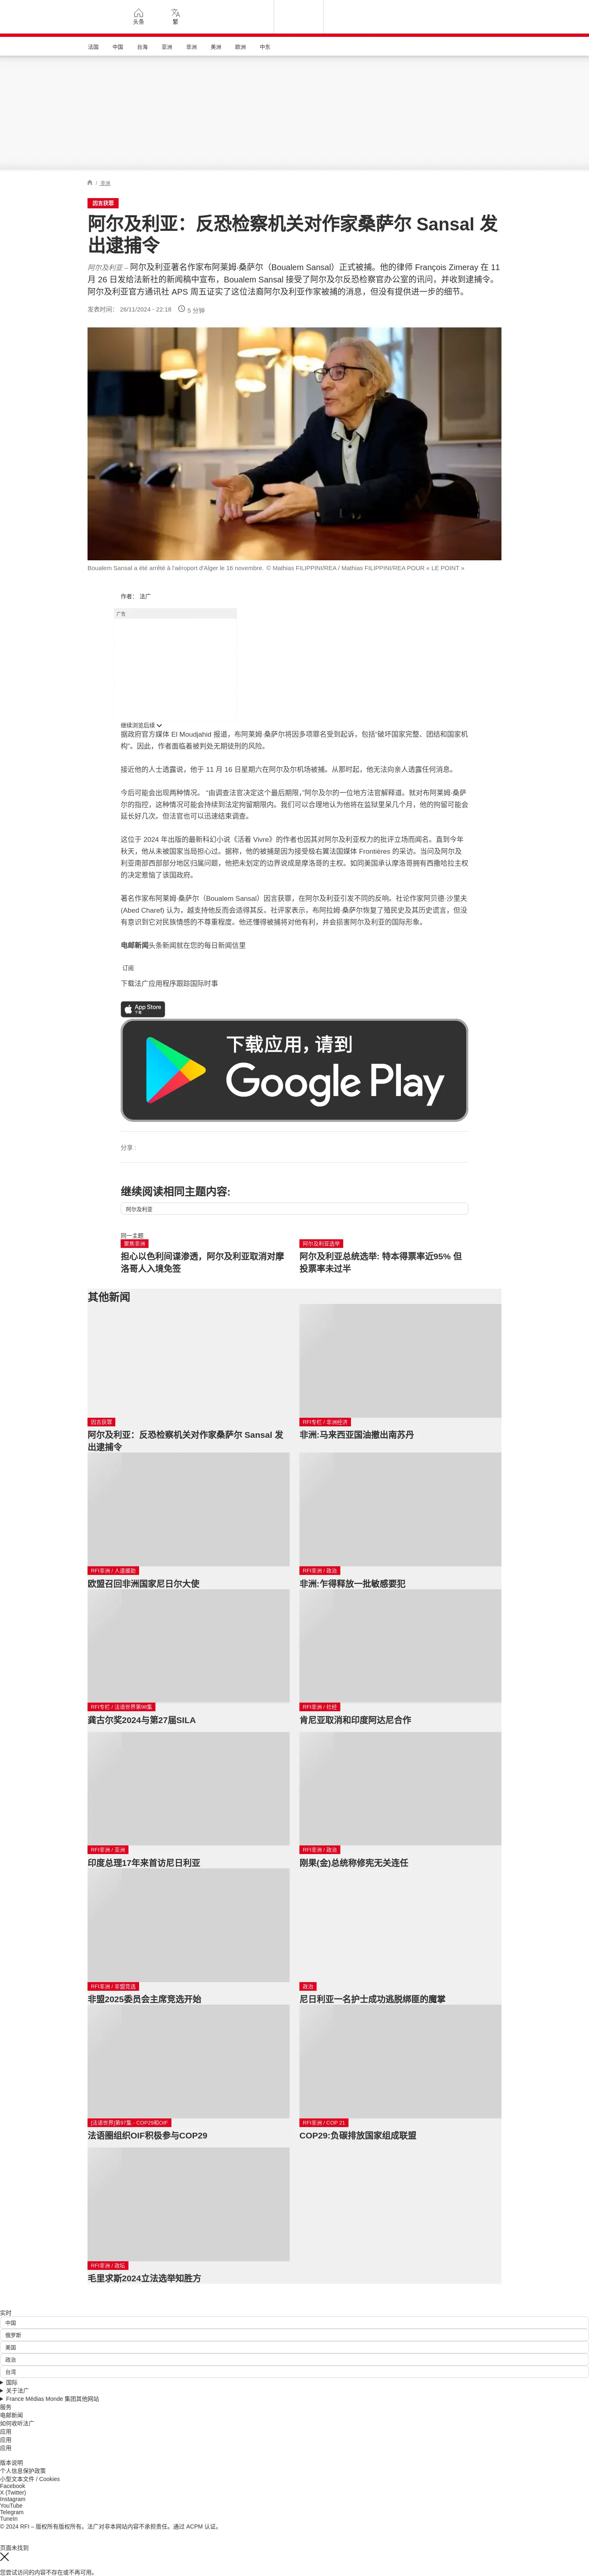 头条
繁
法国 中国 台海 亚洲 非洲 美洲 欧洲 中东
/ 非洲
因言获罪
阿尔及利亚：反恐检察机关对作家桑萨尔 Sansal 发
出逮捕令
阿尔及利亚 – 阿尔及利亚著名作家布阿莱姆·桑萨尔（Boualem Sansal）正式被捕。他的律师 François Zimeray 在 11
月 26 日发给法新社的新闻稿中宣布，Boualem Sansal 接受了阿尔及尔反恐检察官办公室的讯问，并收到逮捕令。
阿尔及利亚官方通讯社 APS 周五证实了这位法裔阿尔及利亚作家被捕的消息，但没有提供进一步的细节。
发表时间： 26/11/2024 - 22:18 5 分钟
Boualem Sansal a été arrêté à l'aéroport d'Alger le 16 novembre. © Mathias FILIPPINI/REA / Mathias FILIPPINI/REA POUR « LE POINT »
作者： 法广
广告
继续浏览后续
据政府官方媒体 El Moudjahid 报道，布阿莱姆·桑萨尔将因多项罪名受到起诉，包括“破坏国家完整、团结和国家机
构”。因此，作者面临着被判处无期徒刑的风险。
接近他的人士透露说，他于 11 月 16 日星期六在阿尔及尔机场被捕。从那时起，他无法向亲人透露任何消息。
今后可能会出现两种情况。 “由调查法官决定这个最后期限，”阿尔及尔的一位地方法官解释道。就对布阿莱姆·桑萨
尔的指控，这种情况可能会持续到法定拘留期限内。我们可以合理地认为他将在监狱里呆几个月，他的拘留可能会
延长好几次。但法官也可以迅速结束调查。
这位于 2024 年出版的最新科幻小说《活着 Vivre》的作者也因其对阿尔及利亚权力的批评立场而闻名。直到今年
秋天，他从未被国家当局担心过。据称，他的被捕是因为接受极右翼法国媒体 Frontières 的采访。当问及阿尔及
利亚南部西部部分地区归属问题，他把未划定的边界说成是摩洛哥的主权。如同美国承认摩洛哥拥有西撒哈拉主权
的决定惹恼了该国政府。
著名作家布阿莱姆·桑萨尔（Boualem Sansal）因言获罪，在阿尔及利亚引发不同的反响。社论作家阿贝德·沙里夫
(Abed Charef) 认为，越支持他反而会适得其反。社评家表示，布阿拉姆·桑萨尔恢复了殖民史及其历史谎言，但没
有意识到它对民族情感的不尊重程度。他还懂得被捕将对他有利，并会损害阿尔及利亚的国际形象。
电邮新闻头条新闻就在您的每日新闻信里
订阅
下载法广应用程序跟踪国际时事
App Store
下载
下载应用，请到
Google Play
分享 :
继续阅读相同主题内容:
阿尔及利亚
同一主题
聚焦非洲
担心以色利间谍渗透，阿尔及利亚取消对摩
洛哥人入境免签
阿尔及利亚选举
阿尔及利亚总统选举: 特本得票率近95% 但
投票率未过半
其他新闻
因言获罪
阿尔及利亚：反恐检察机关对作家桑萨尔 Sansal 发
出逮捕令
RFI专栏 / 非洲经济
非洲:马来西亚国油撤出南苏丹
RFI非洲 / 人道援助
欧盟召回非洲国家尼日尔大使
RFI非洲 / 政治
非洲:乍得释放一批敏感要犯
RFI专栏 / 法语世界第98集
龚古尔奖2024与第27届SILA
RFI非洲 / 社经
肯尼亚取消和印度阿达尼合作
RFI非洲 / 亚洲
印度总理17年来首访尼日利亚
RFI非洲 / 政治
刚果(金)总统称修宪无关连任
RFI非洲 / 非盟竞选
非盟2025委员会主席竞选开始
政治
尼日利亚一名护士成功逃脱绑匪的魔掌
[法语世界]第97集 - COP29和OIF
法语圈组织OIF积极参与COP29
RFI非洲 / COP 21
COP29:负碳排放国家组成联盟
RFI非洲 / 政坛
毛里求斯2024立法选举知胜方
实时
中国
俄罗斯
美国
政治
台湾
国际
关于法广
France Médias Monde 集团其他网站
服务
电邮新闻
如何收听法广
应用
应用
应用
版本说明
个人信息保护政策
小型文本文件 / Cookies
Facebook
X (Twitter)
Instagram
YouTube
Telegram
TuneIn
© 2024 RFI – 版权所有版权所有。法广对非本网站内容不承担责任。通过 ACPM 认证。
页面未找到
您尝试访问的内容不存在或不再可用。